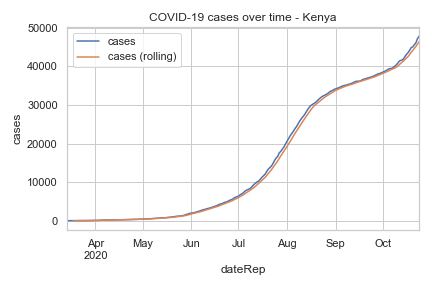 COVID-19 cases over time - Kenya
cases
cases (rolling)
50000
40000
30000
20000
10000
0
cases
Apr May Jun Jul Aug Sep Oct
2020
dateRep